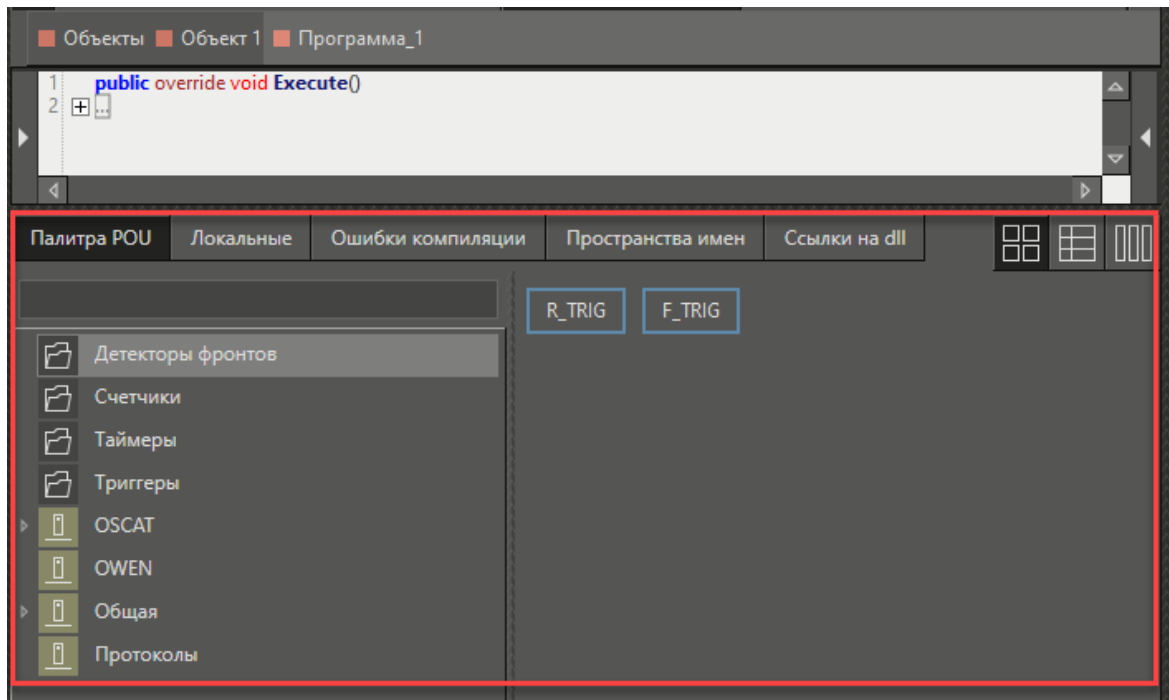 Объекты Объект 1 Программа_1
1 public override void Execute()
2 ...
Палитра POU Локальные Ошибки компиляции Пространства имен Ссылки на dll
R_TRIG F_TRIG
Детекторы фронтов
Счетчики
Таймеры
Триггеры
OSCAT
OWEN
Общая
Протоколы